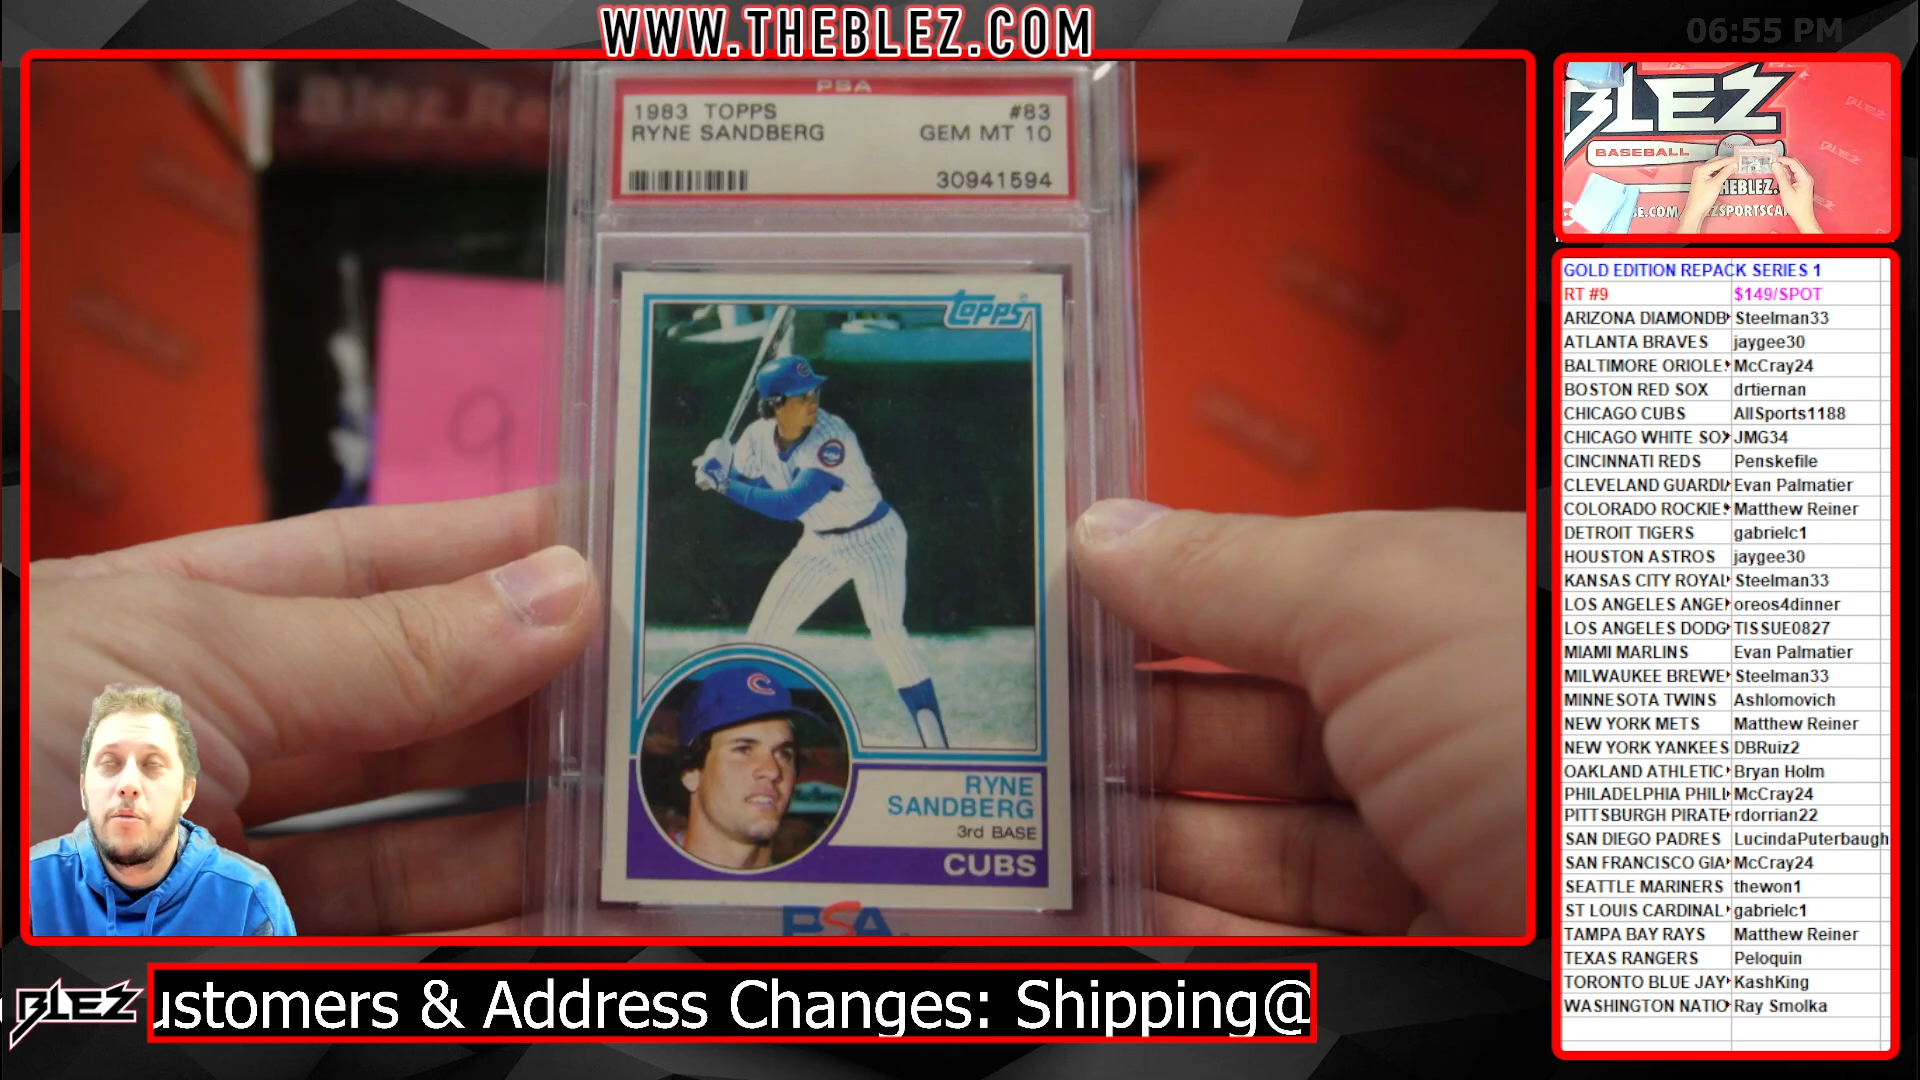 WWW.THEBLEZ.COM
06:55 PM
PSA
1983 TOPPS #83
RYNE SANDBERG GEM MT 10
30941594
9
topps
RYNE
SANDBERG
3rd BASE
CUBS
PSA
BLEZ
BASEBALL
GOLD EDITION REPACK SERIES 1
RT #9 $149/SPOT
ARIZONA DIAMONDB Steelman33
ATLANTA BRAVES jaygee30
BALTIMORE ORIOLE McCray24
BOSTON RED SOX drtiernan
CHICAGO CUBS AllSports1188
CHICAGO WHITE SOX JMG34
CINCINNATI REDS Penskefile
CLEVELAND GUARDI Evan Palmatier
COLORADO ROCKIE Matthew Reiner
DETROIT TIGERS gabrielc1
HOUSTON ASTROS jaygee30
KANSAS CITY ROYAL Steelman33
LOS ANGELES ANGE oreos4dinner
LOS ANGELES DODG TISSUE0827
MIAMI MARLINS Evan Palmatier
MILWAUKEE BREWE Steelman33
MINNESOTA TWINS Ashlomovich
NEW YORK METS Matthew Reiner
NEW YORK YANKEES DBRuiz2
OAKLAND ATHLETIC Bryan Holm
PHILADELPHIA PHILI McCray24
PITTSBURGH PIRATE rdorrian22
SAN DIEGO PADRES LucindaPuterbaugh
SAN FRANCISCO GIA McCray24
SEATTLE MARINERS thewon1
ST LOUIS CARDINAL gabrielc1
TAMPA BAY RAYS Matthew Reiner
TEXAS RANGERS Peloquin
TORONTO BLUE JAY KashKing
WASHINGTON NATIO Ray Smolka
BLEZ
ustomers & Address Changes: Shipping@